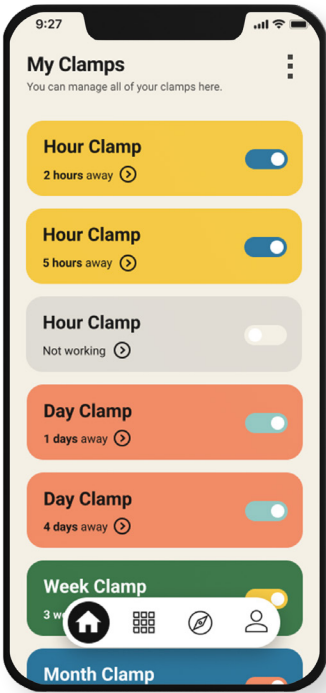 9:27
My Clamps
You can manage all of your clamps here.
Hour Clamp
2 hours away
Hour Clamp
5 hours away
Hour Clamp
Not working
Day Clamp
1 days away
Day Clamp
4 days away
Week Clamp
3
Month Clamp